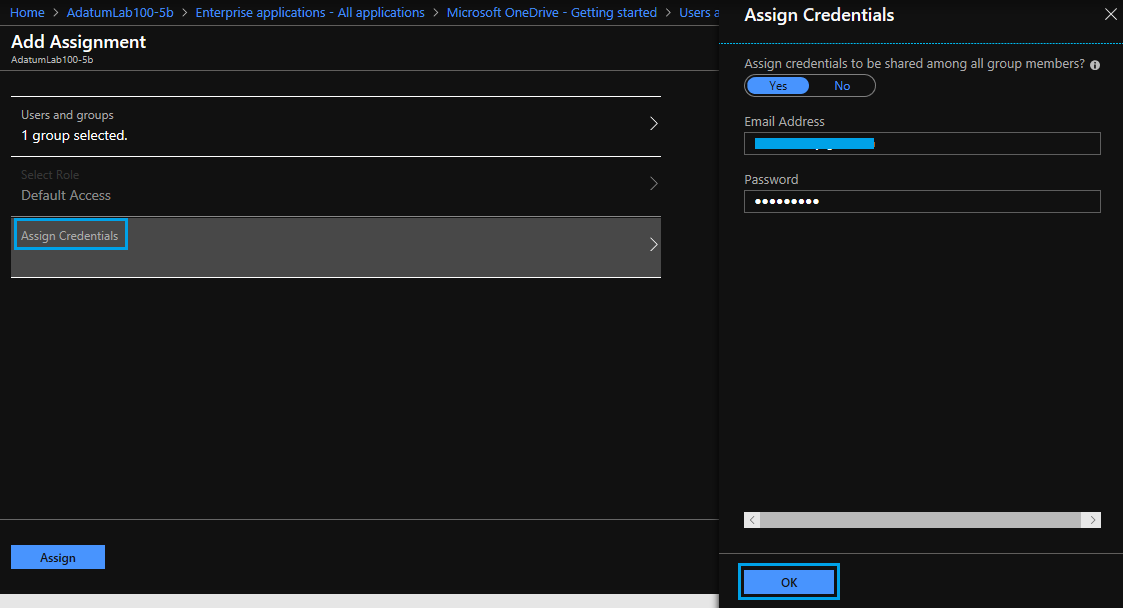 Home > AdatumLab100-5b > Enterprise applications - All applications > Microsoft OneDrive - Getting started > Users a
Add Assignment
AdatumLab100-5b
Users and groups
1 group selected.
Select Role
Default Access
Assign Credentials
Assign
Assign Credentials
Assign credentials to be shared among all group members?
Yes No
Email Address
Password
•••••••••
OK